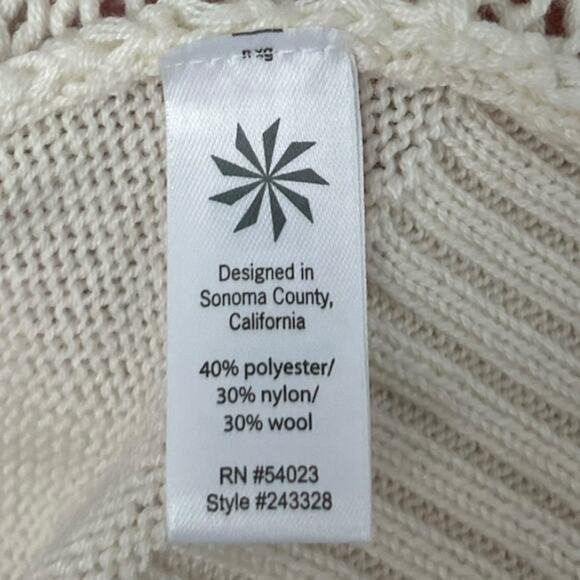 Designed in
Sonoma County,
California
40% polyester/
30% nylon/
30% wool
RN #54023
Style #243328